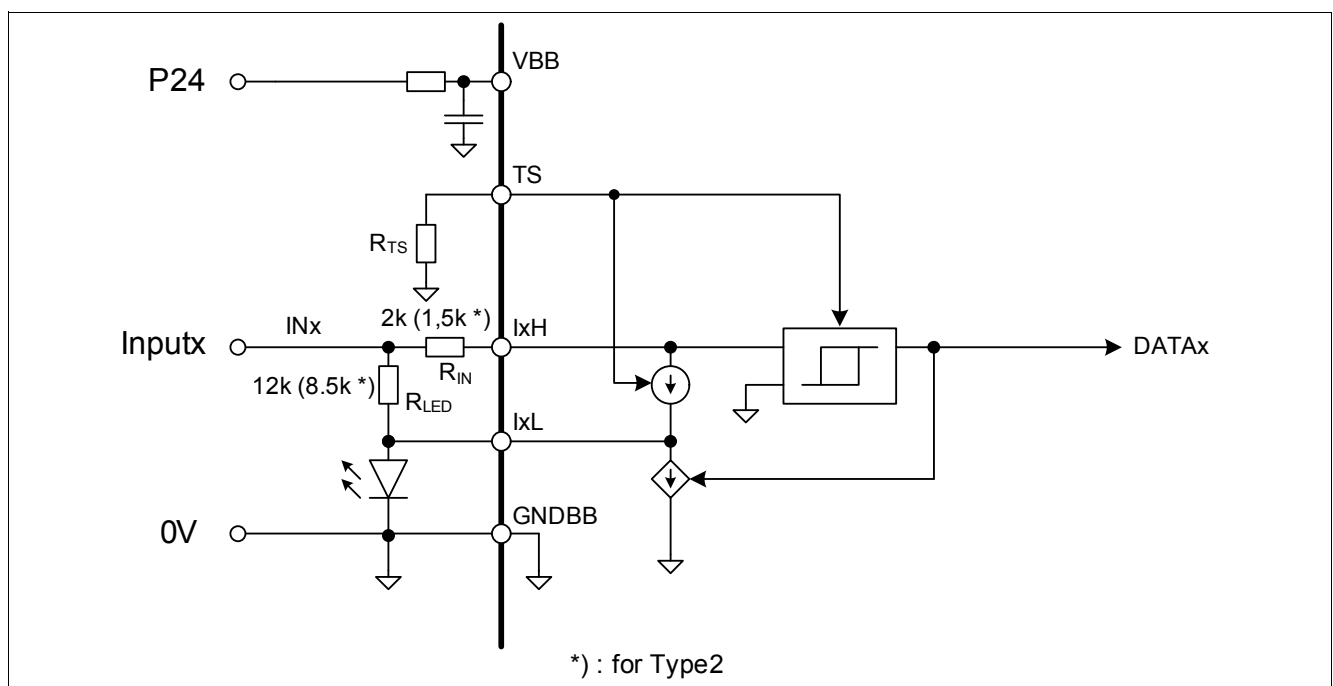 VBB
P24
TS
RTS
2k (1,5k *)
INx
IxH
Inputx
DATAx
RIN
12k (8.5k *)
RLED
IxL
GNDBB
0V
*) : for Type2